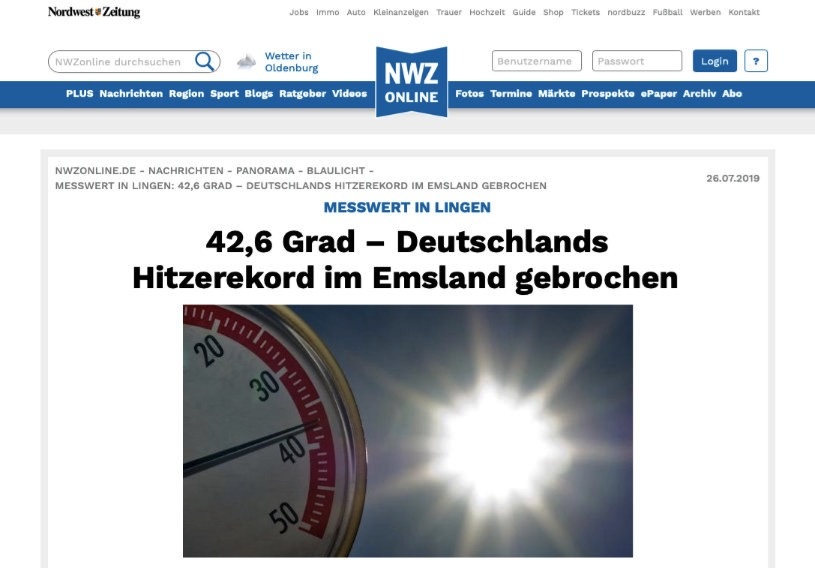 Nordwest Zeitung
Jobs Immo Auto Kleinanzeigen Trauer Hochzeit Guide Shop Tickets nordbuzz Fußball Werben Kontakt
NWZonline durchsuchen
Wetter in
Oldenburg
NWZ
ONLINE
Benutzername
Passwort
Login
?
PLUS Nachrichten Region Sport Blogs Ratgeber Videos
Fotos Termine Märkte Prospekte ePaper Archiv Abo
NWZONLINE.DE - NACHRICHTEN - PANORAMA - BLAULICHT -
MESSWERT IN LINGEN: 42,6 GRAD – DEUTSCHLANDS HITZEREKORD IM EMSLAND GEBROCHEN
26.07.2019
MESSWERT IN LINGEN
42,6 Grad – Deutschlands
Hitzerekord im Emsland gebrochen
20
30
40
50